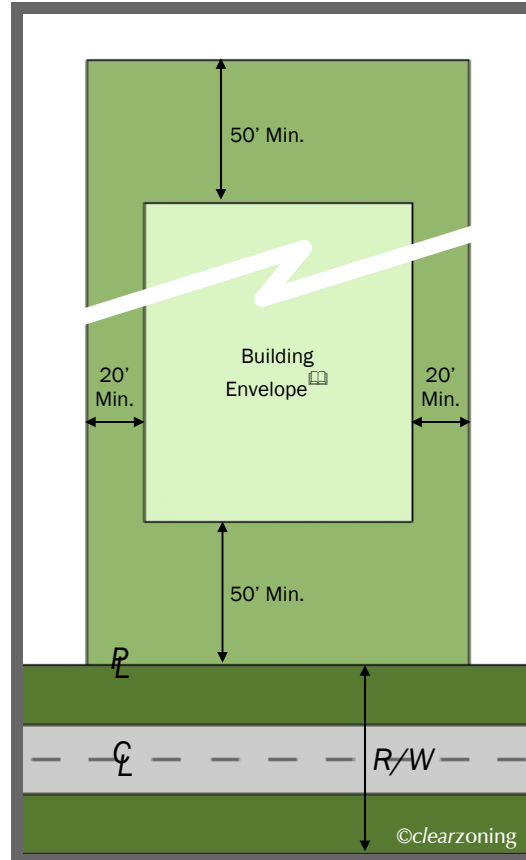 50’ Min.
Building
Envelope
20’
Min.
20’
Min.
50’ Min.
PL
CL
R/W
©clearzoning